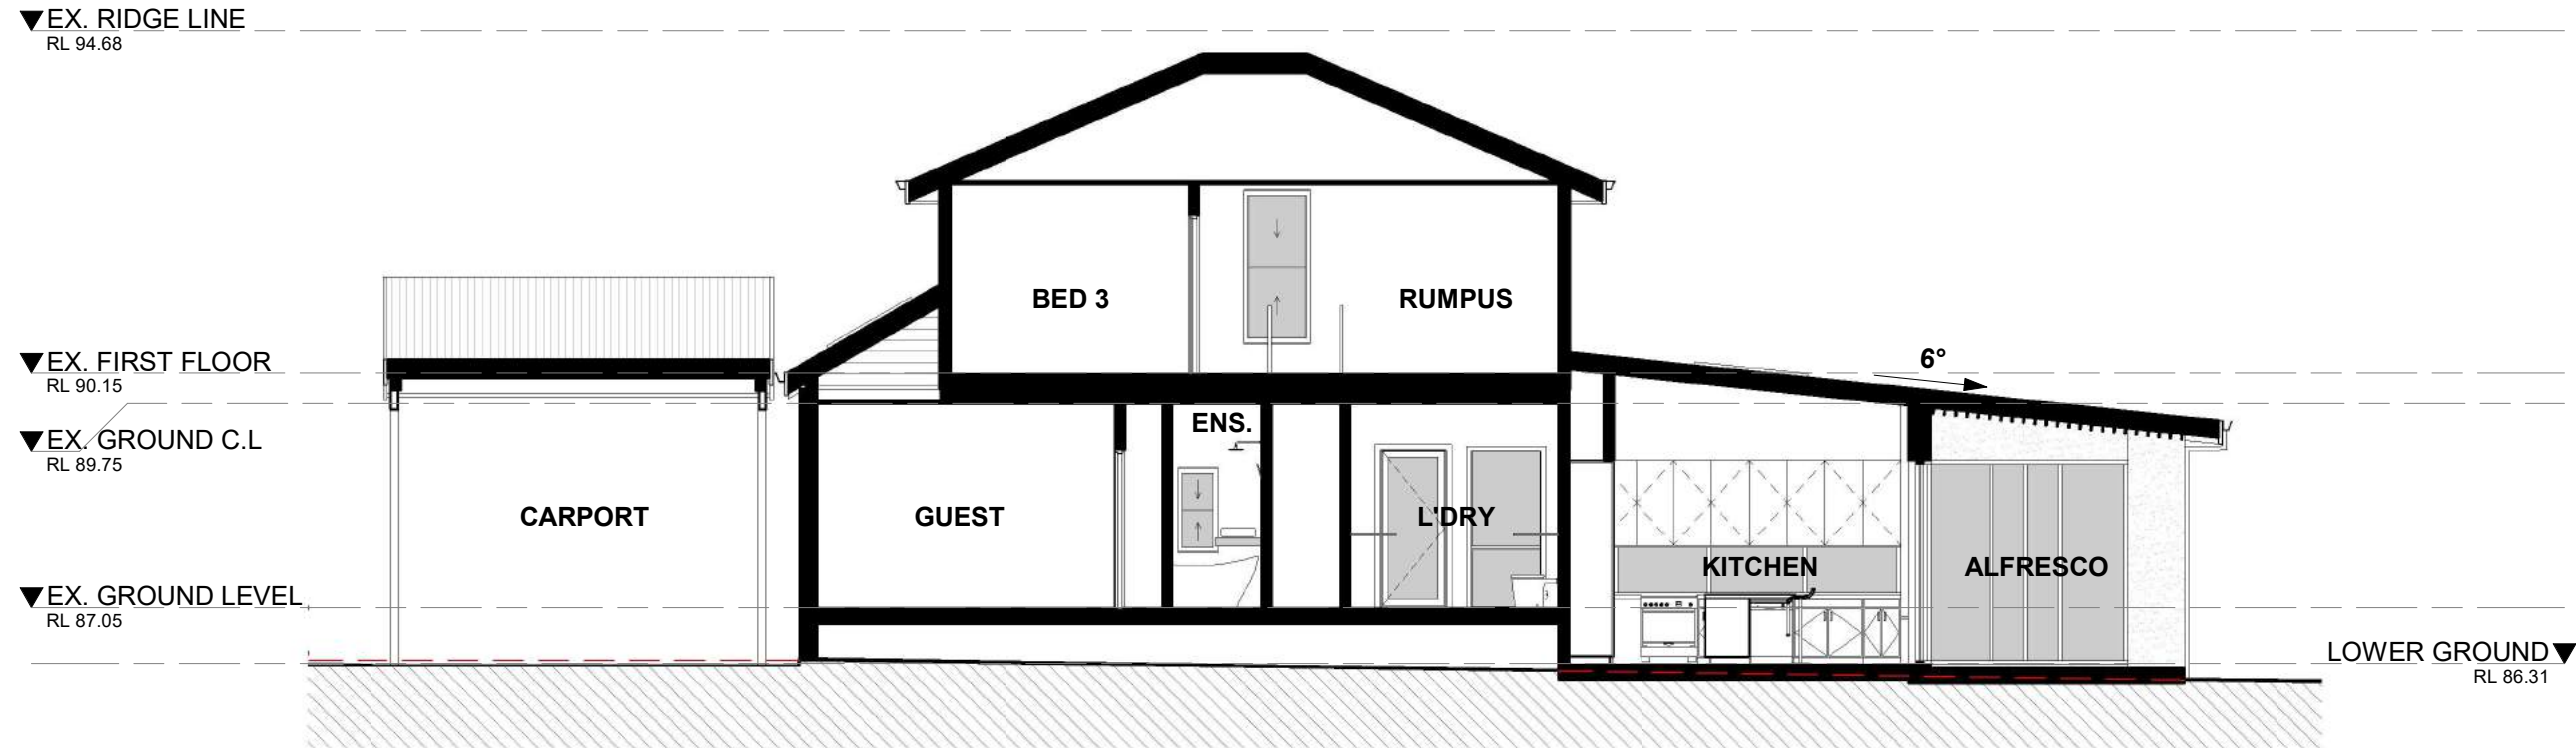 EX. RIDGE LINE
RL 94.68
BED 3
RUMPUS
EX. FIRST FLOOR
RL 90.15
6°
EX. GROUND C.L
RL 89.75
ENS.
CARPORT
GUEST
L'DRY
KITCHEN
ALFRESCO
EX. GROUND LEVEL
RL 87.05
LOWER GROUND
RL 86.31